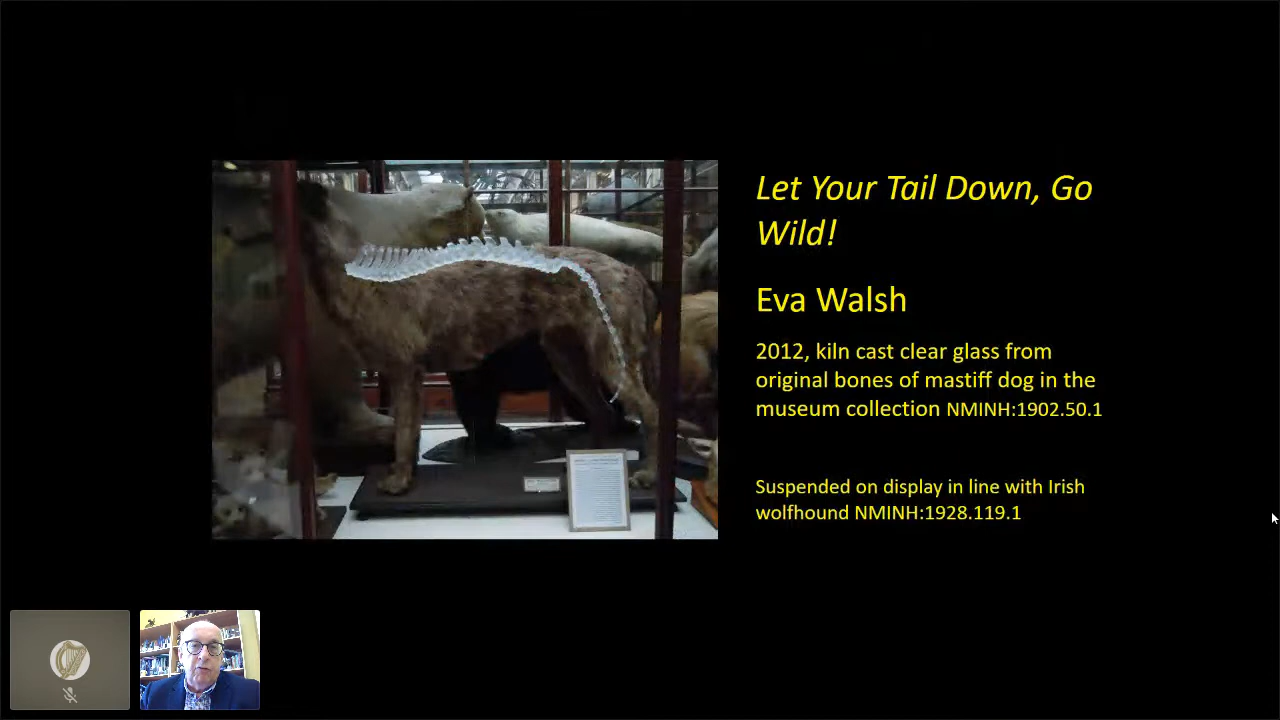 Let Your Tail Down, Go
Wild!
Eva Walsh
2012, kiln cast clear glass from
original bones of mastiff dog in the
museum collection NMINH:1902.50.1
Suspended on display in line with Irish
wolfhound NMINH:1928.119.1